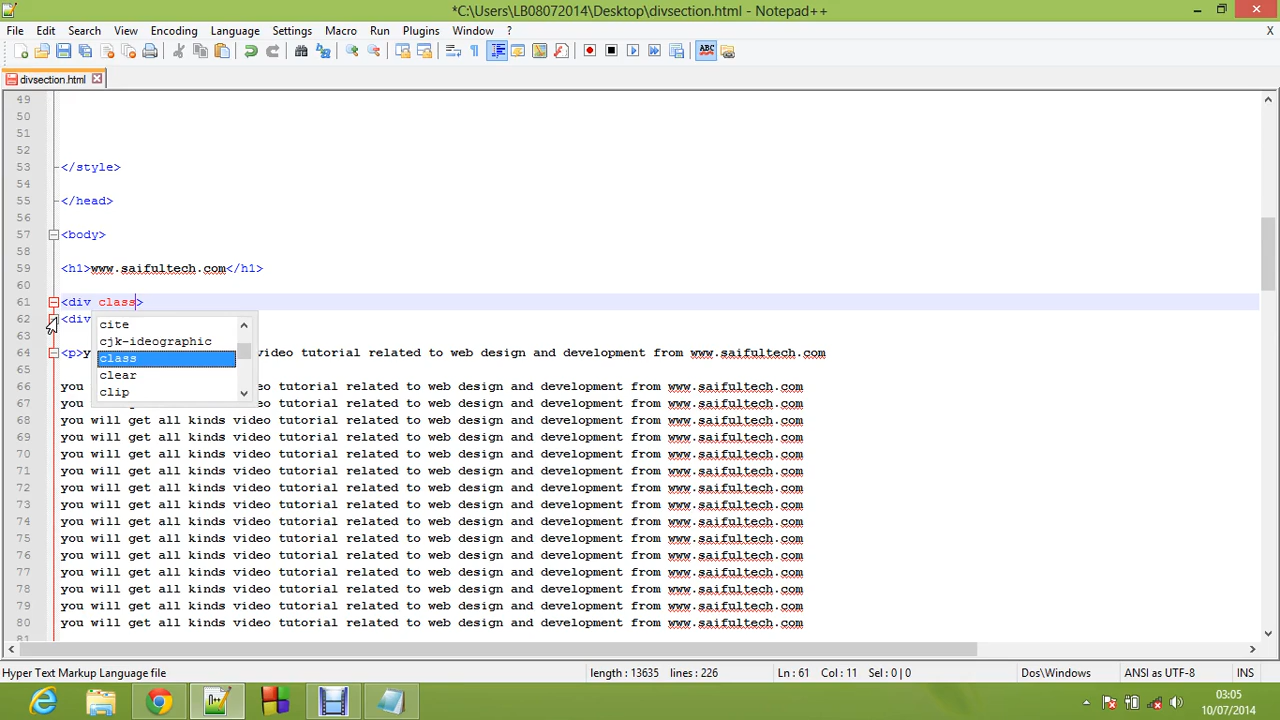 *C:\Users\LB08072014\Desktop\divsection.html - Notepad++
File Edit Search View Encoding Language Settings Macro Run Plugins Window ? X
divsection.html
49
50
51
52
53 </style>
54
55 </head>
56
57 <body>
58
59 <h1>www.saifultech.com</h1>
60
61 <div class>
62 <div
cite
63
cjk-ideographic
64 <p>y video tutorial related to web design and development from www.saifultech.com
class
65
clear
66 you will get all kinds video tutorial related to web design and development from www.saifultech.com
clip
67 you will get all kinds video tutorial related to web design and development from www.saifultech.com
68 you will get all kinds video tutorial related to web design and development from www.saifultech.com
69 you will get all kinds video tutorial related to web design and development from www.saifultech.com
70 you will get all kinds video tutorial related to web design and development from www.saifultech.com
71 you will get all kinds video tutorial related to web design and development from www.saifultech.com
72 you will get all kinds video tutorial related to web design and development from www.saifultech.com
73 you will get all kinds video tutorial related to web design and development from www.saifultech.com
74 you will get all kinds video tutorial related to web design and development from www.saifultech.com
75 you will get all kinds video tutorial related to web design and development from www.saifultech.com
76 you will get all kinds video tutorial related to web design and development from www.saifultech.com
77 you will get all kinds video tutorial related to web design and development from www.saifultech.com
78 you will get all kinds video tutorial related to web design and development from www.saifultech.com
79 you will get all kinds video tutorial related to web design and development from www.saifultech.com
80 you will get all kinds video tutorial related to web design and development from www.saifultech.com
81
Hyper Text Markup Language file length : 13635 lines : 226 Ln : 61 Col : 11 Sel : 0 | 0 Dos\Windows ANSI as UTF-8 INS
03:05
10/07/2014